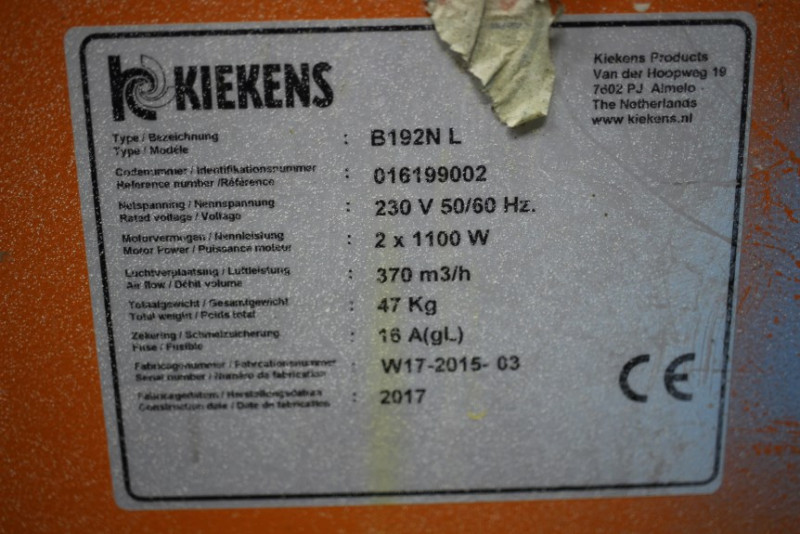 KIEKENS
Kiekens Products
Van der Hoopweg 19
7602 PJ Almelo
The Netherlands
www.kiekens.nl
Type / Bezeichnung
Type / Modèle : B192N L
Codenummer / Identifikationsnummer
Reference number / Référence : 016199002
Netspanning / Nennspannung
Rated voltage / Voltage : 230 V 50/60 Hz.
Motorvermogen / Nennleistung
Motor Power / Puissance moteur : 2 x 1100 W
Luchtverplaatsing / Luftleistung
Air flow / Débit volume : 370 m3/h
Totaalgewicht / Gesamtgewicht
Total weight / Poids total : 47 Kg
Zekering / Schmelzsicherung
Fuse / Fusible : 16 A(gL)
Fabricagenummer / Fabricationsnummer
Serial number / Numéro de fabrication : W17-2015- 03
Fabricagedatum / Herstellungsdatum
Construction date / Date de fabrication : 2017
CE